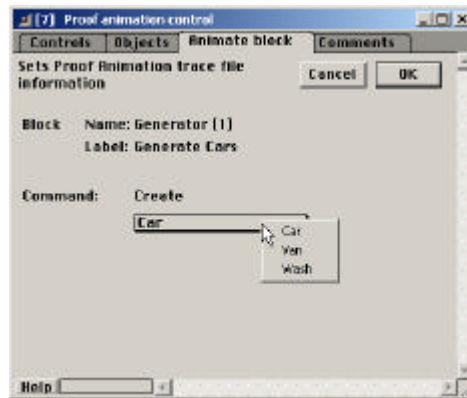 [7] Proof animation control
Controls Objects Animate block Comments
Sets Proof Animation trace file
information
Cancel OK
Block Name: Generator (1)
Label: Generate Cars
Command: Create
Car
Car
Van
Wash
Help